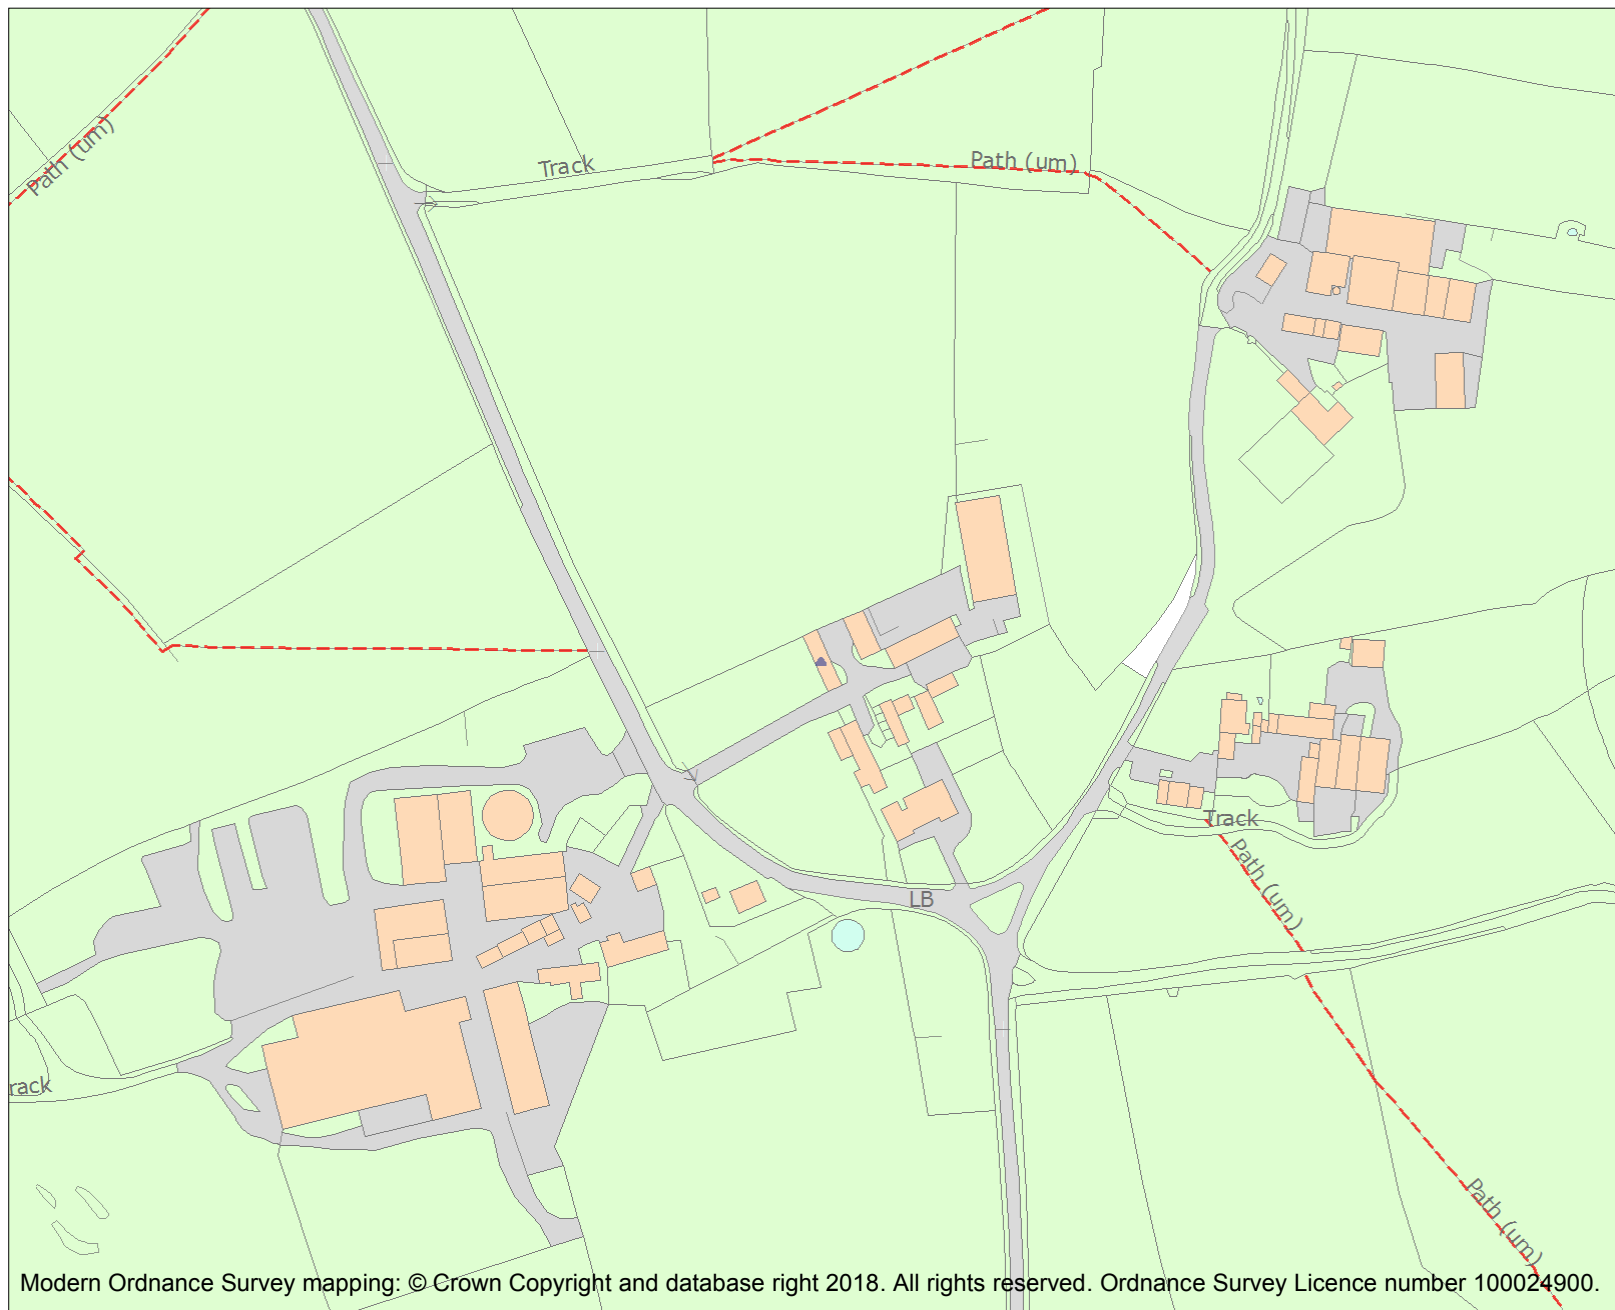 Path (um)
Track
Path (um)
Track
Path (um)
LB
rack
Path (um)
Modern Ordnance Survey mapping: © Crown Copyright and database right 2018. All rights reserved. Ordnance Survey Licence number 100024900.